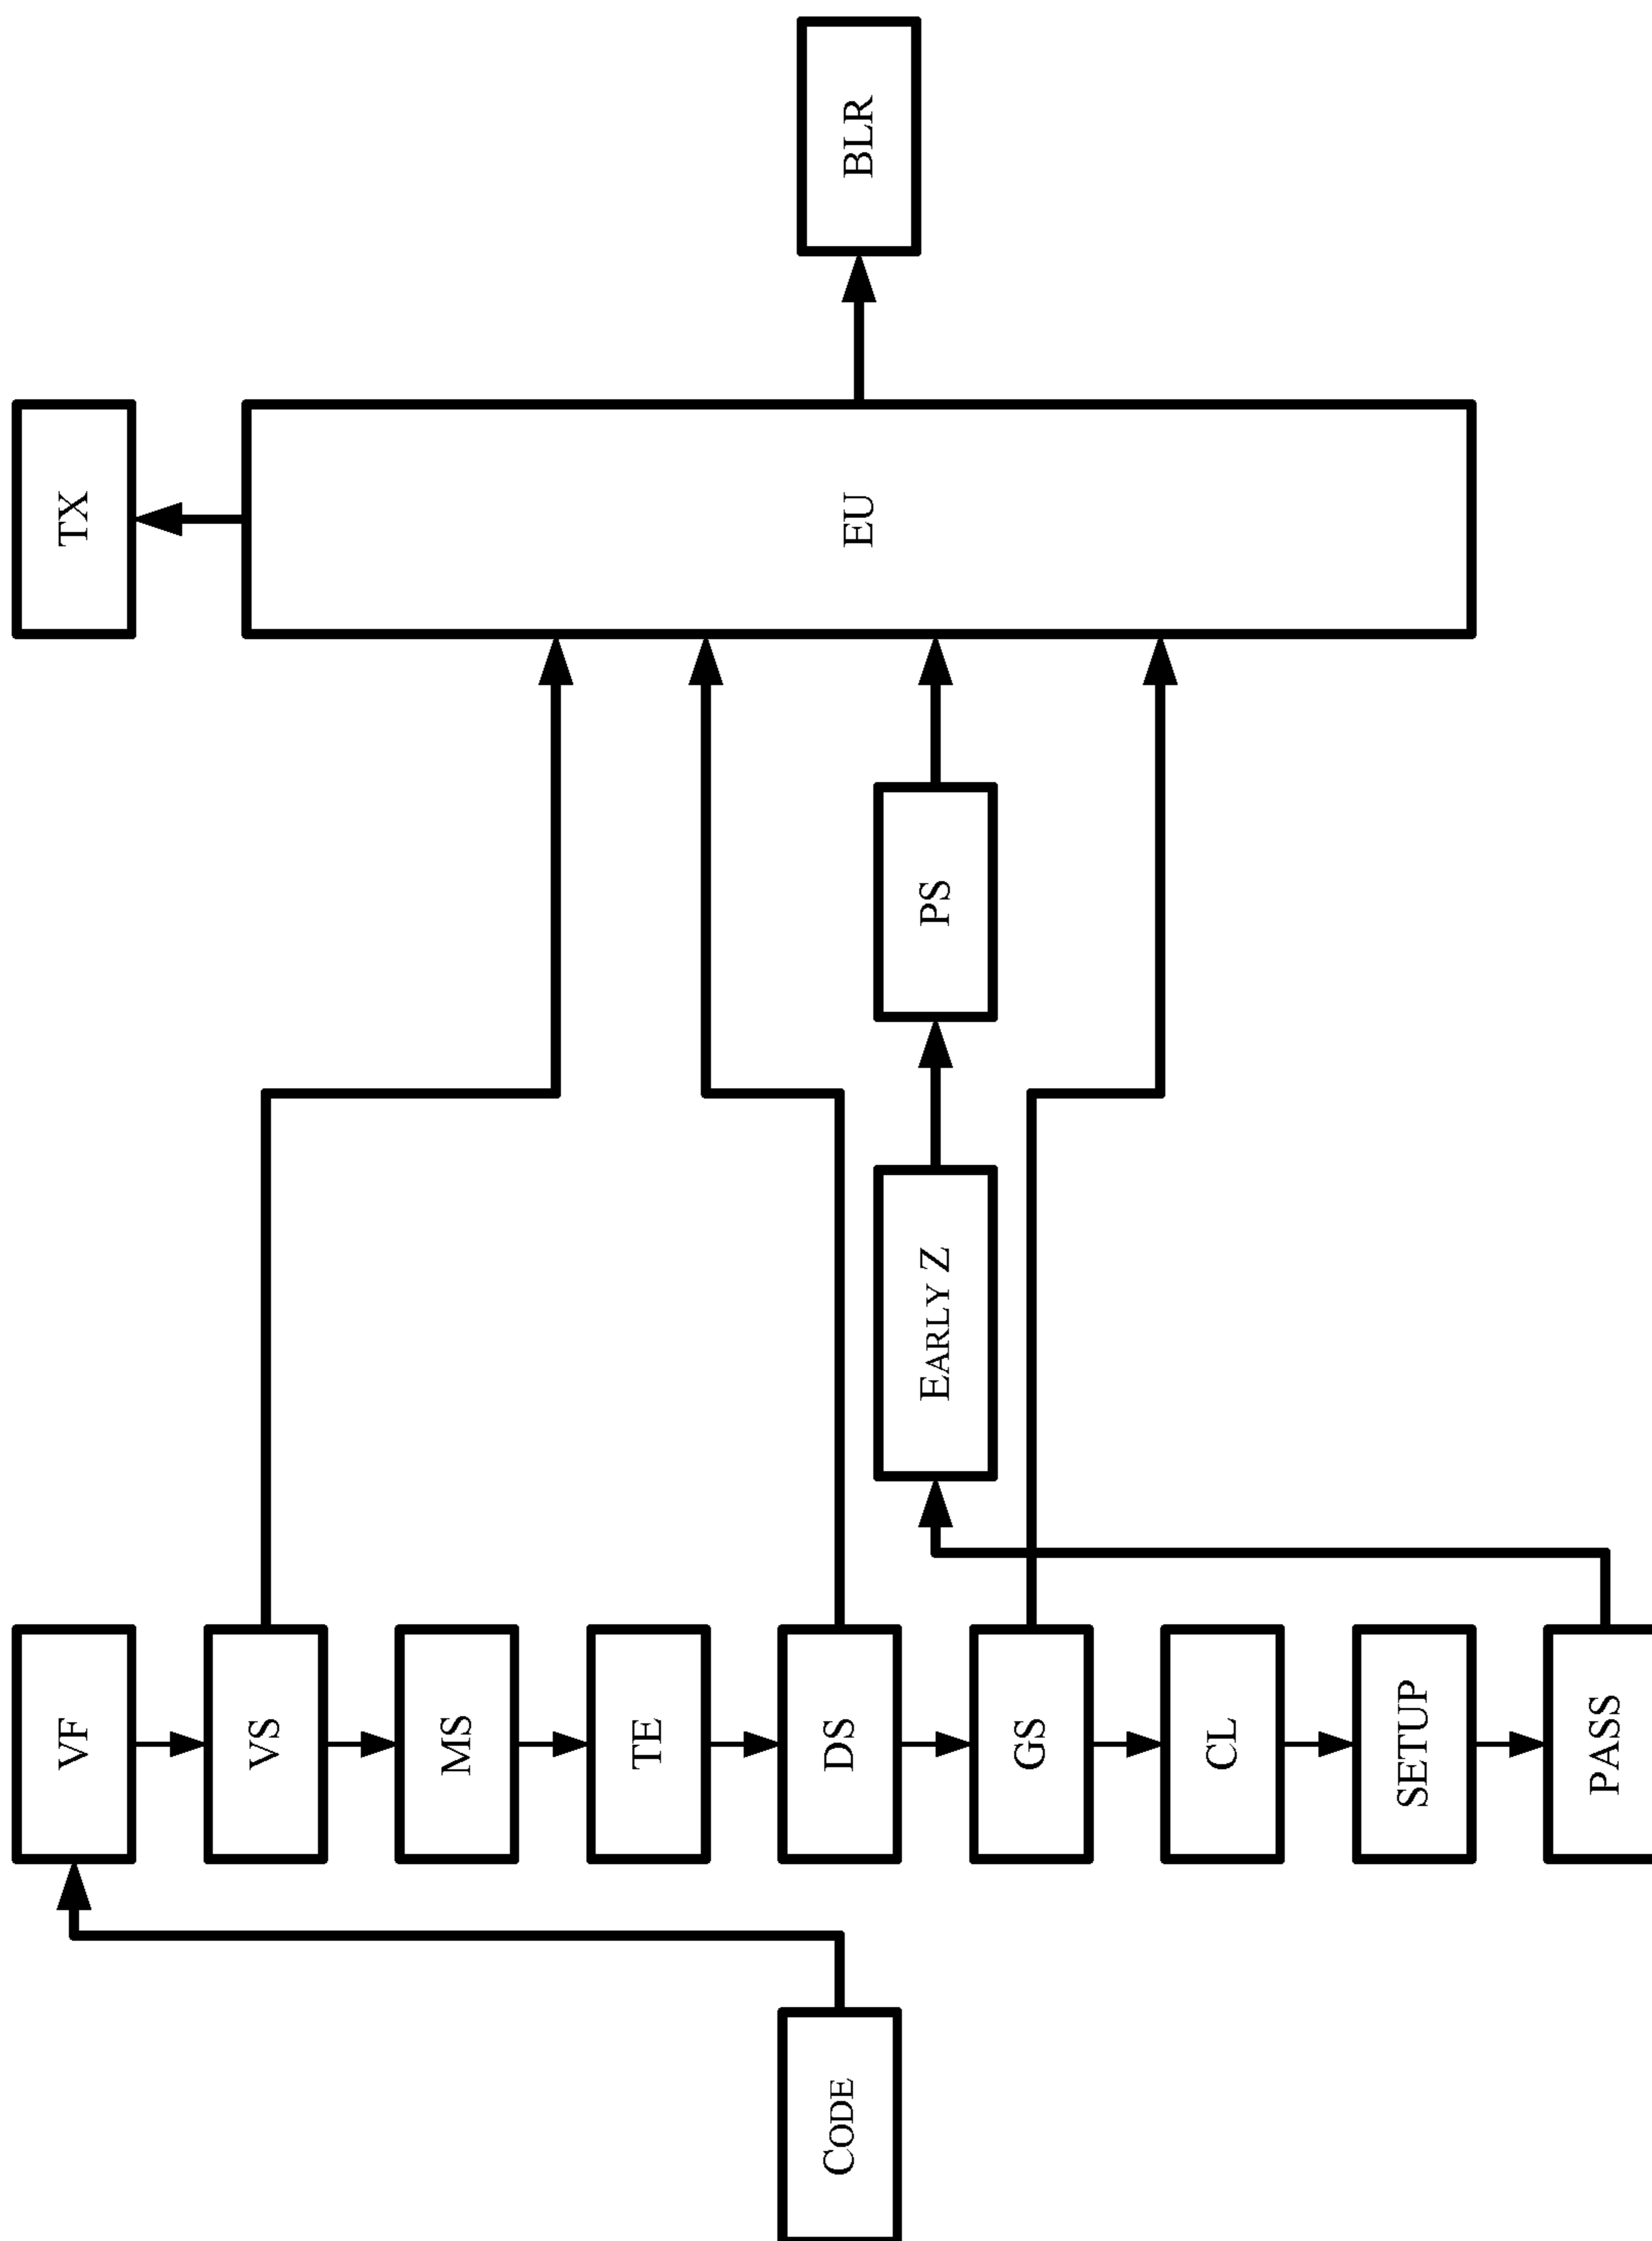 CODE
VF
VS
MS
TE
DS
GS
CL
SETUP
PASS
EARLY Z
PS
TX
EU
BLR